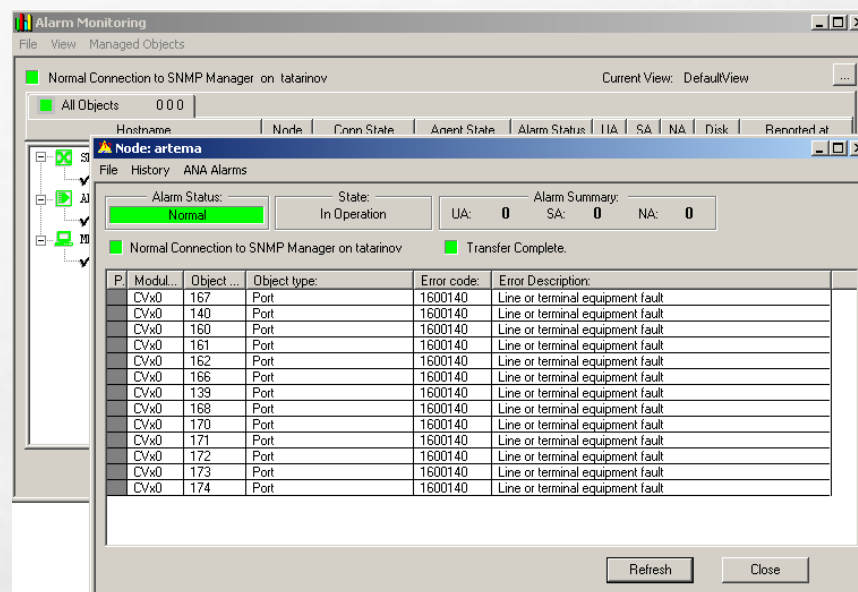 Alarm Monitoring
File View Managed Objects
Normal Connection to SNMP Manager on tatarinov Current View: DefaultView ...
All Objects 0 0 0
Hostname Node Conn State Agent State Alarm Status UA SA NA Disk Reported at
Node: artema
File History ANA Alarms
Alarm Status: State: Alarm Summary:
Normal In Operation UA: 0 SA: 0 NA: 0
Normal Connection to SNMP Manager on tatarinov Transfer Complete.
P. Modul... Object ... Object type: Error code: Error Description:
CVx0 167 Port 1600140 Line or terminal equipment fault
CVx0 140 Port 1600140 Line or terminal equipment fault
CVx0 160 Port 1600140 Line or terminal equipment fault
CVx0 161 Port 1600140 Line or terminal equipment fault
CVx0 162 Port 1600140 Line or terminal equipment fault
CVx0 166 Port 1600140 Line or terminal equipment fault
CVx0 139 Port 1600140 Line or terminal equipment fault
CVx0 168 Port 1600140 Line or terminal equipment fault
CVx0 170 Port 1600140 Line or terminal equipment fault
CVx0 171 Port 1600140 Line or terminal equipment fault
CVx0 172 Port 1600140 Line or terminal equipment fault
CVx0 173 Port 1600140 Line or terminal equipment fault
CVx0 174 Port 1600140 Line or terminal equipment fault
Refresh Close